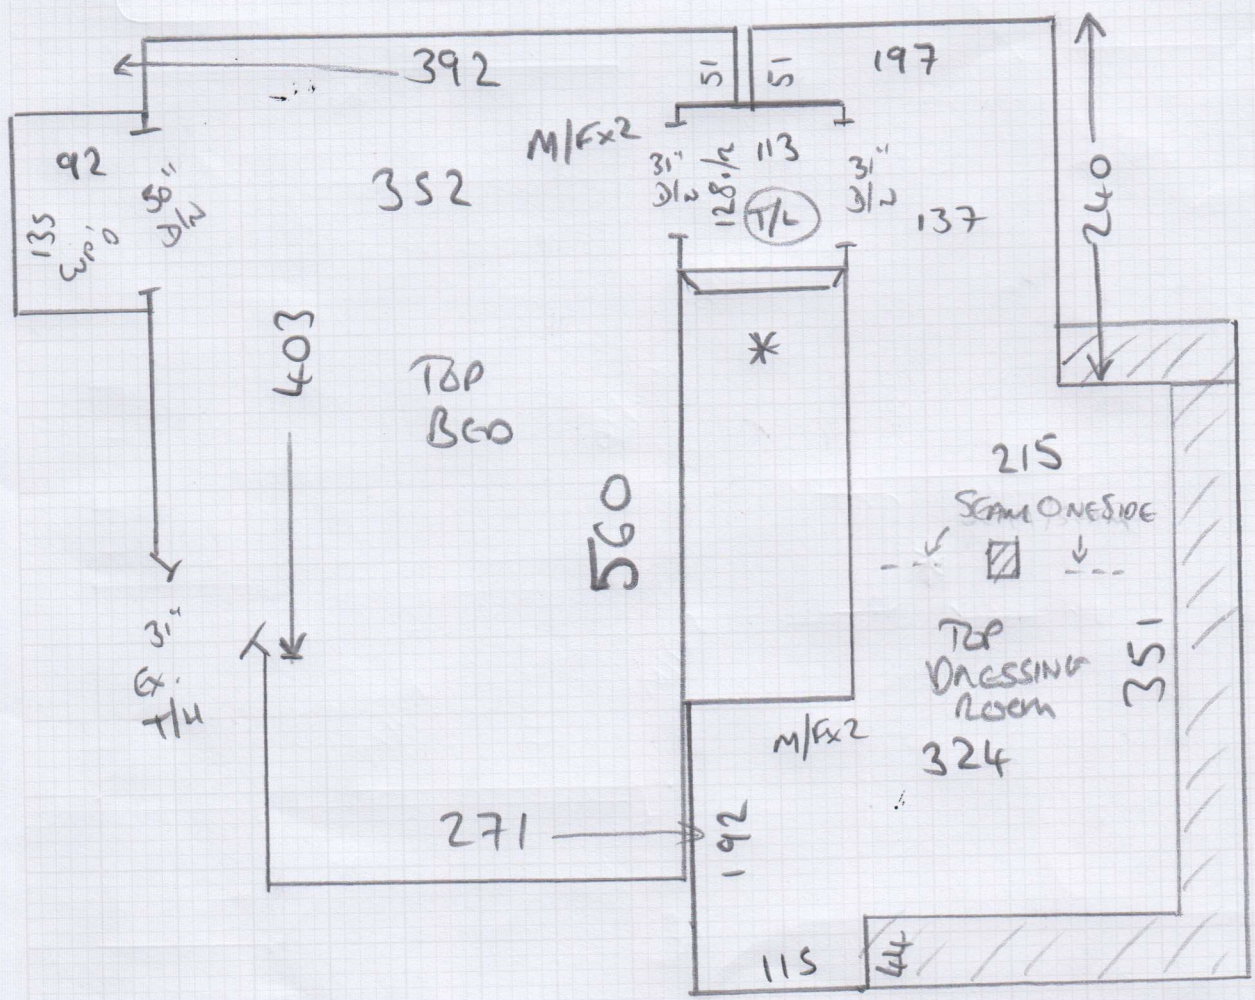 392
51
51
197
M/Fx2
92
135
W/D
50" D/W
352
31" D/W
128.1/2
113
T/L
31" D/W
137
240
403
TOP
BED
*
560
215
SEAM ONE SIDE
31"
EX.
T/H
TOP
DRESSING
ROOM
351
M/Fx2
324
271
192
115
44